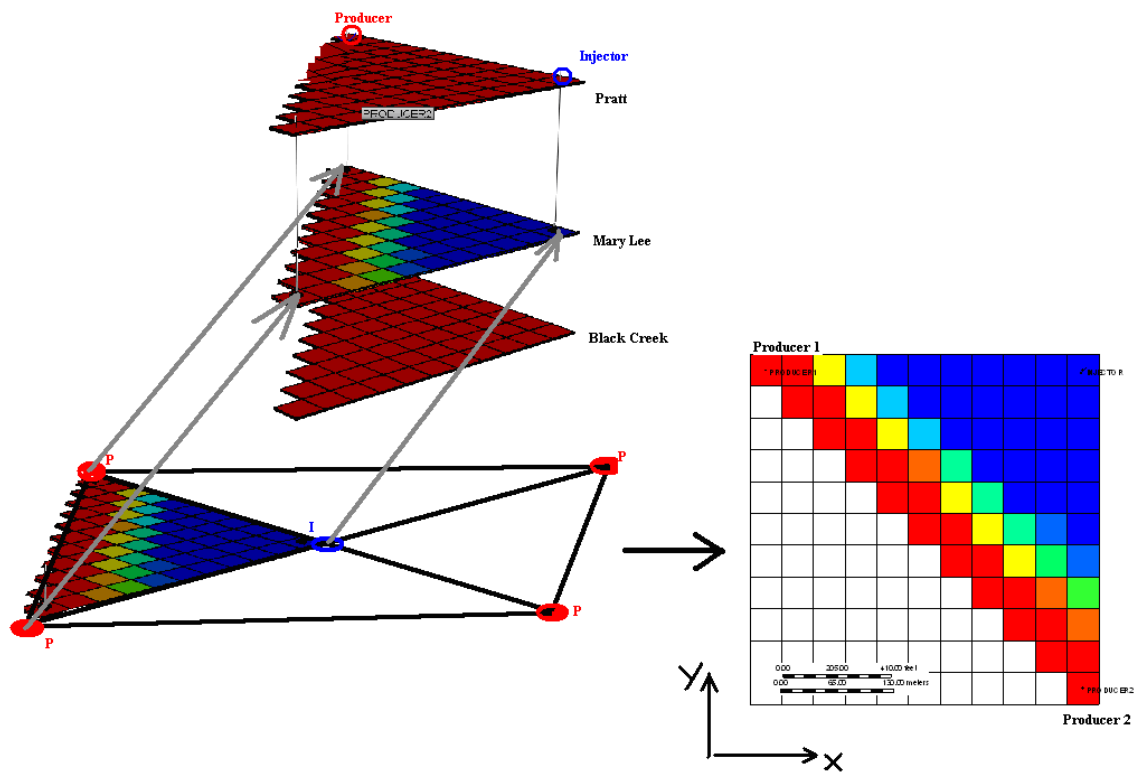 Producer
Injector
Pratt
PRODUCER2
Mary Lee
Black Creek
Producer 1
PRODUCER1
INJECTOR
P
P
I
P
P
0.00 205.00 410.00 feet
0.00 65.00 130.00 meters
PRODUCER2
Y
Producer 2
X